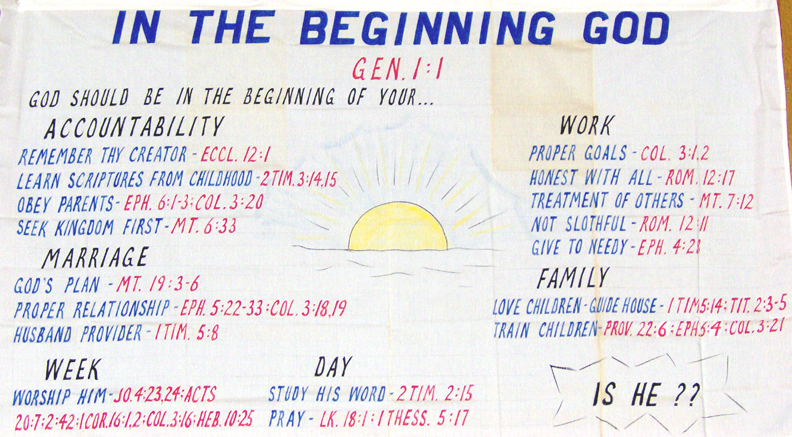 IN THE BEGINNING GOD
GEN. 1:1
GOD SHOULD BE IN THE BEGINNING OF YOUR...
ACCOUNTABILITY
REMEMBER THY CREATOR - ECCL. 12:1
LEARN SCRIPTURES FROM CHILDHOOD - 2 TIM. 3:14,15
OBEY PARENTS - EPH. 6:1-3; COL. 3:20
SEEK KINGDOM FIRST - MT. 6:33
MARRIAGE
GOD'S PLAN - MT. 19:3-6
PROPER RELATIONSHIP - EPH. 5:22-33; COL. 3:18,19
HUSBAND PROVIDER - 1 TIM. 5:8
WEEK
WORSHIP HIM - JO. 4:23,24; ACTS
20:7; 2:42; 1 COR. 16:1,2; COL. 3:16; HEB. 10:25
DAY
STUDY HIS WORD - 2 TIM. 2:15
PRAY - LK. 18:1; 1 THESS. 5:17
WORK
PROPER GOALS - COL. 3:1,2
HONEST WITH ALL - ROM. 12:17
TREATMENT OF OTHERS - MT. 7:12
NOT SLOTHFUL - ROM. 12:11
GIVE TO NEEDY - EPH. 4:28
FAMILY
LOVE CHILDREN - GUIDE HOUSE - 1 TIM 5:14; TIT. 2:3-5
TRAIN CHILDREN - PROV. 22:6; EPH 6:4; COL. 3:21
IS HE ??